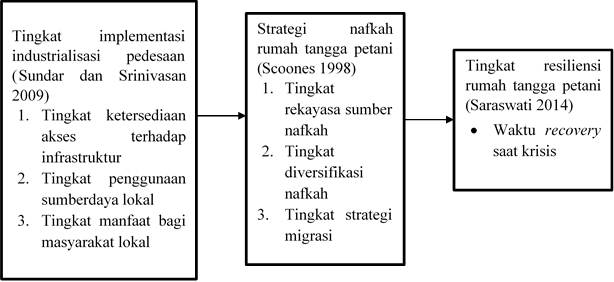 Tingkat implementasi
industrialisasi pedesaan
(Sundar dan Srinivasan
2009)
1. Tingkat ketersediaan
akses terhadap
infrastruktur
2. Tingkat penggunaan
sumberdaya lokal
3. Tingkat manfaat bagi
masyarakat lokal
Strategi nafkah
rumah tangga petani
(Scoones 1998)
1. Tingkat
rekayasa sumber
nafkah
2. Tingkat
diversifikasi
nafkah
3. Tingkat strategi
migrasi
Tingkat resiliensi
rumah tangga petani
(Saraswati 2014)
• Waktu recovery
saat krisis